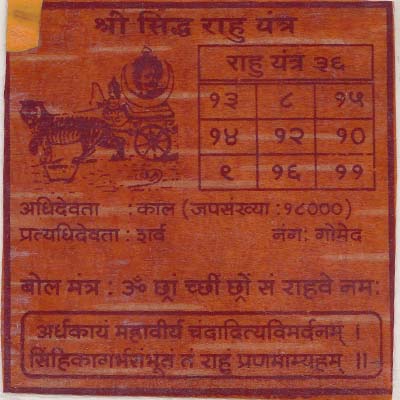 श्री सिद्ध राहु यंत्र
राहु यंत्र ३६
१३ ८ १५
१४ १२ १०
९ १६ ११
अधिदेवता : काल (जपसंख्या :१८०००)
प्रत्यधिदेवता : शर्व नंग: गोमेद
बोल मंत्र : ॐ छ्रां च्छीं छ्रों सं राहवे नम:
अर्धकायं महावीर्य चंदादित्यविमर्दनम् ।
सिंहिकागर्भसंभूतं तं राहुं प्रणमाम्यहम् ॥